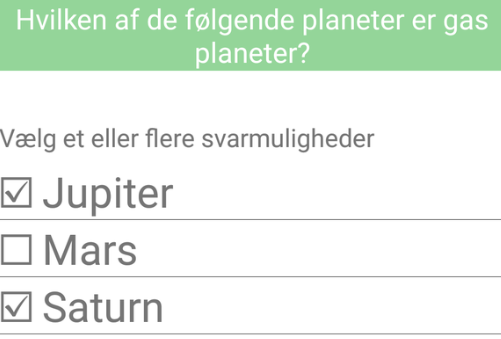 Hvilken af de følgende planeter er gas
planeter?
Vælg et eller flere svarmuligheder
Jupiter
Mars
Saturn